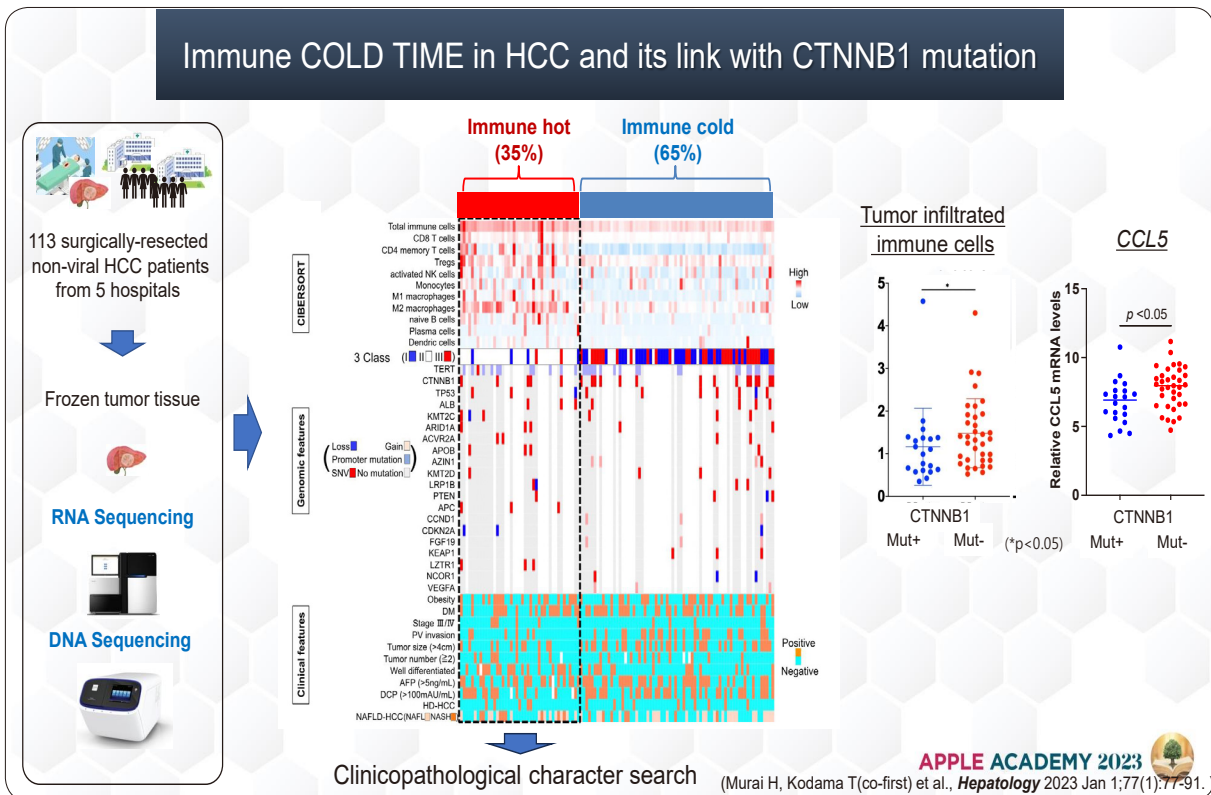 Immune COLD TIME in HCC and its link with CTNNB1 mutation
113 surgically-resected
non-viral HCC patients
from 5 hospitals
Frozen tumor tissue
RNA Sequencing
DNA Sequencing
Immune hot
(35%)
Immune cold
(65%)
CIBERSORT
Total immune cells
CD8 T cells
CD4 memory T cells
Tregs
activated NK cells
Monocytes
M1 macrophages
M2 macrophages
naive B cells
Plasma cells
Dendric cells
High
Low
3 Class (I II III )
Genomic features
Loss Gain
Promoter mutation
SNV No mutation
TERT
CTNNB1
TP53
ALB
KMT2C
ARID1A
ACVR2A
APOB
AZIN1
KMT2D
LRP1B
PTEN
APC
CCND1
CDKN2A
FGF19
KEAP1
LZTR1
NCOR1
VEGFA
Clinical features
Obesity
DM
Stage Ⅲ/Ⅳ
PV invasion
Tumor size (>4cm)
Tumor number (≧2)
Well differentiated
AFP (>5ng/mL)
DCP (>100mAU/mL)
HD-HCC
NAFLD-HCC(NAFL NASH
Positive
Negative
Clinicopathological character search
Tumor infiltrated
immune cells
*
5
4
3
2
1
0
CTNNB1
Mut+ Mut-
(*p<0.05)
CCL5
Relative CCL5 mRNA levels
p <0.05
15
10
5
0
CTNNB1
Mut+ Mut-
APPLE ACADEMY 2023
(Murai H, Kodama T(co-first) et al., Hepatology 2023 Jan 1;77(1):77-91. )